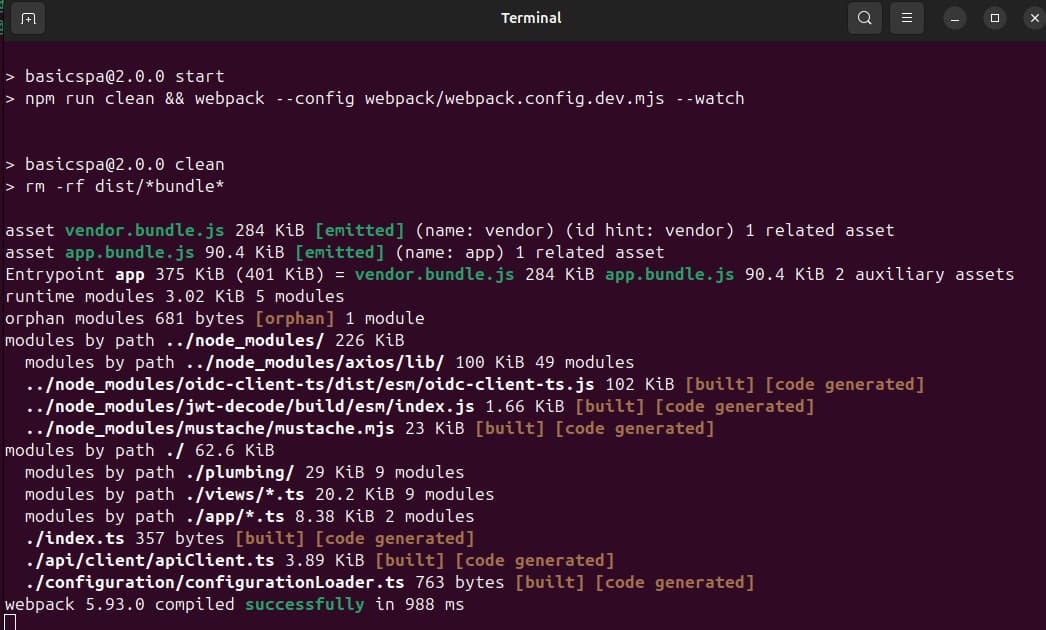 Terminal
> basicspa@2.0.0 start
> npm run clean && webpack --config webpack/webpack.config.dev.mjs --watch
> basicspa@2.0.0 clean
> rm -rf dist/*bundle*
asset vendor.bundle.js 284 KiB [emitted] (name: vendor) (id hint: vendor) 1 related asset
asset app.bundle.js 90.4 KiB [emitted] (name: app) 1 related asset
Entrypoint app 375 KiB (401 KiB) = vendor.bundle.js 284 KiB app.bundle.js 90.4 KiB 2 auxiliary assets
runtime modules 3.02 KiB 5 modules
orphan modules 681 bytes [orphan] 1 module
modules by path ../node_modules/ 226 KiB
  modules by path ../node_modules/axios/lib/ 100 KiB 49 modules
  ../node_modules/oidc-client-ts/dist/esm/oidc-client-ts.js 102 KiB [built] [code generated]
  ../node_modules/jwt-decode/build/esm/index.js 1.66 KiB [built] [code generated]
  ../node_modules/mustache/mustache.mjs 23 KiB [built] [code generated]
modules by path ./ 62.6 KiB
  modules by path ./plumbing/ 29 KiB 9 modules
  modules by path ./views/*.ts 20.2 KiB 9 modules
  modules by path ./app/*.ts 8.38 KiB 2 modules
  ./index.ts 357 bytes [built] [code generated]
  ./api/client/apiClient.ts 3.89 KiB [built] [code generated]
  ./configuration/configurationLoader.ts 763 bytes [built] [code generated]
webpack 5.93.0 compiled successfully in 988 ms